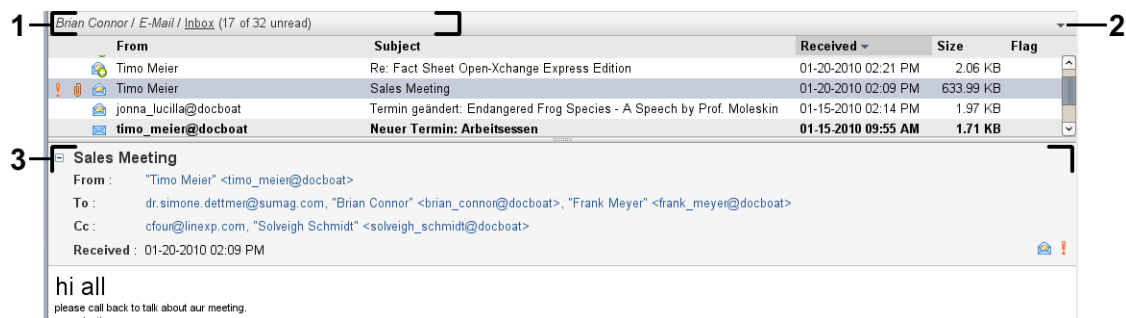 1 Brian Connor / E-Mail / Inbox (17 of 32 unread) 2
From Subject Received Size Flag
Timo Meier Re: Fact Sheet Open-Xchange Express Edition 01-20-2010 02:21 PM 2.06 KB
Timo Meier Sales Meeting 01-20-2010 02:09 PM 633.99 KB
jonna_lucilla@docboat Termin geändert: Endangered Frog Species - A Speech by Prof. Moleskin 01-15-2010 02:14 PM 1.97 KB
timo_meier@docboat Neuer Termin: Arbeitsessen 01-15-2010 09:55 AM 1.71 KB
3 Sales Meeting
From : "Timo Meier" <timo_meier@docboat>
To : dr.simone.dettmer@sumag.com, "Brian Connor" <brian_connor@docboat>, "Frank Meyer" <frank_meyer@docboat>
Cc : cfour@linexp.com, "Solveigh Schmidt" <solveigh_schmidt@docboat>
Received : 01-20-2010 02:09 PM
hi all
please call back to talk about aur meeting.